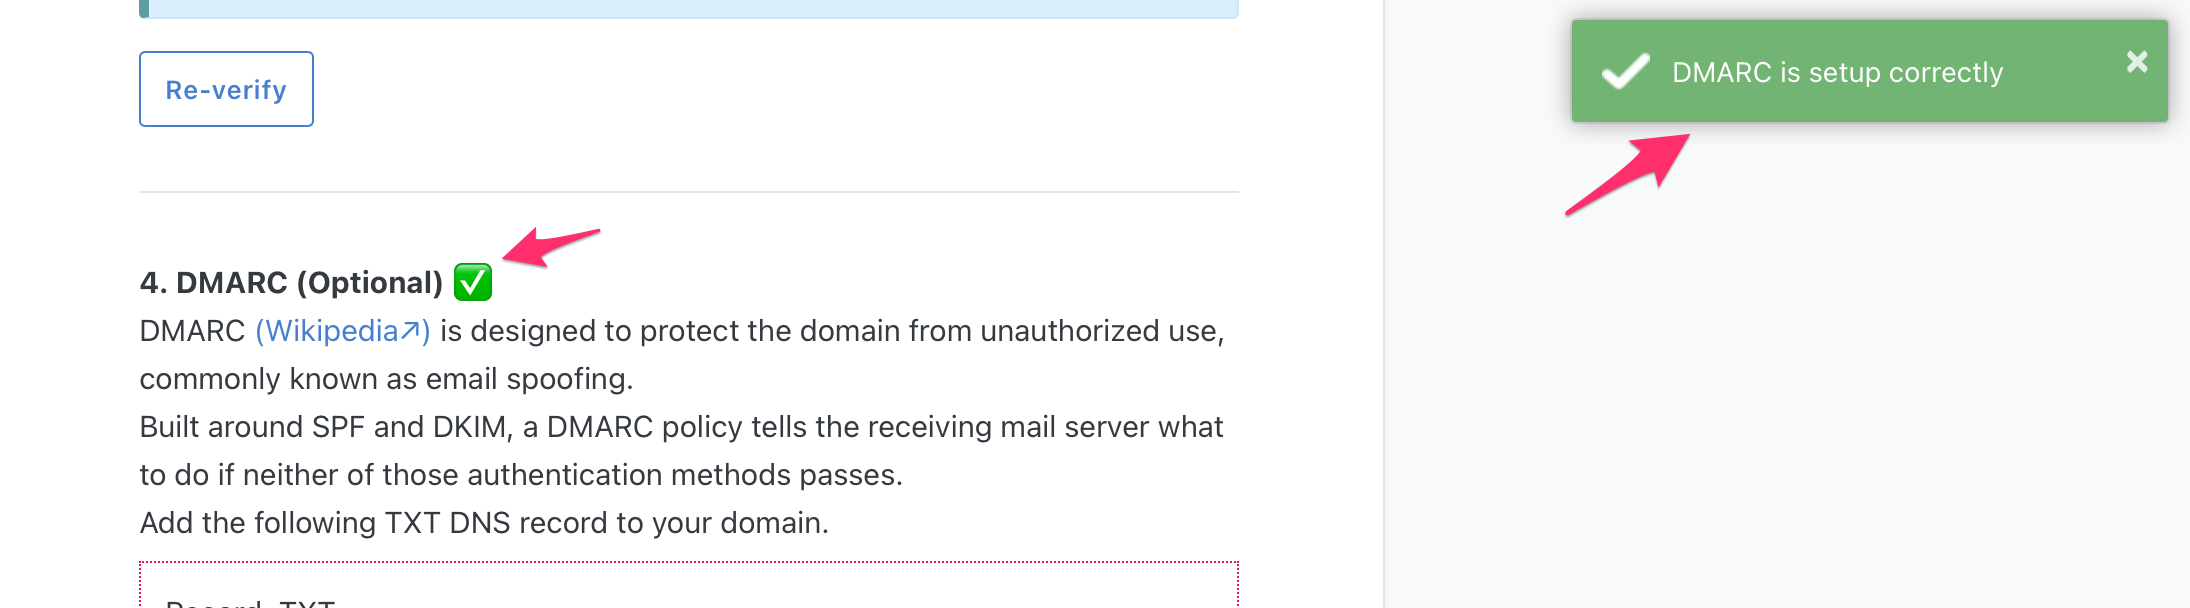 Re-verify
DMARC is setup correctly
4. DMARC (Optional) ✅
DMARC (Wikipedia↗) is designed to protect the domain from unauthorized use,
commonly known as email spoofing.
Built around SPF and DKIM, a DMARC policy tells the receiving mail server what
to do if neither of those authentication methods passes.
Add the following TXT DNS record to your domain.
Record: TXT